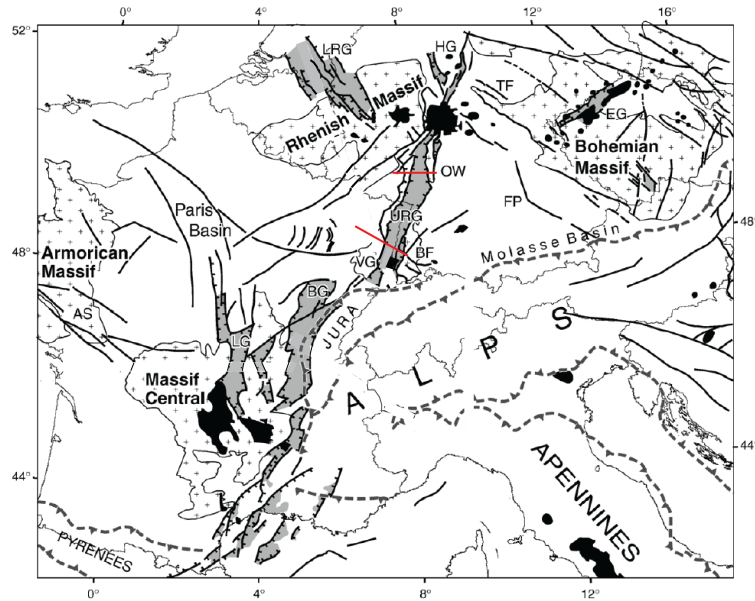 0° 4° 8° 12° 16°
52°
LRG
HG
TF
EG
Rhenish Massif
Bohemian
Massif
OW
FP
URG
Paris
Basin
48°
48°
Armorican
Massif
BF
VG
Molasse Basin
AS
BG
JURA
LG
ALPS
Massif
Central
44°
44
APENNINES
PYRENEES
0° 4° 8° 12°